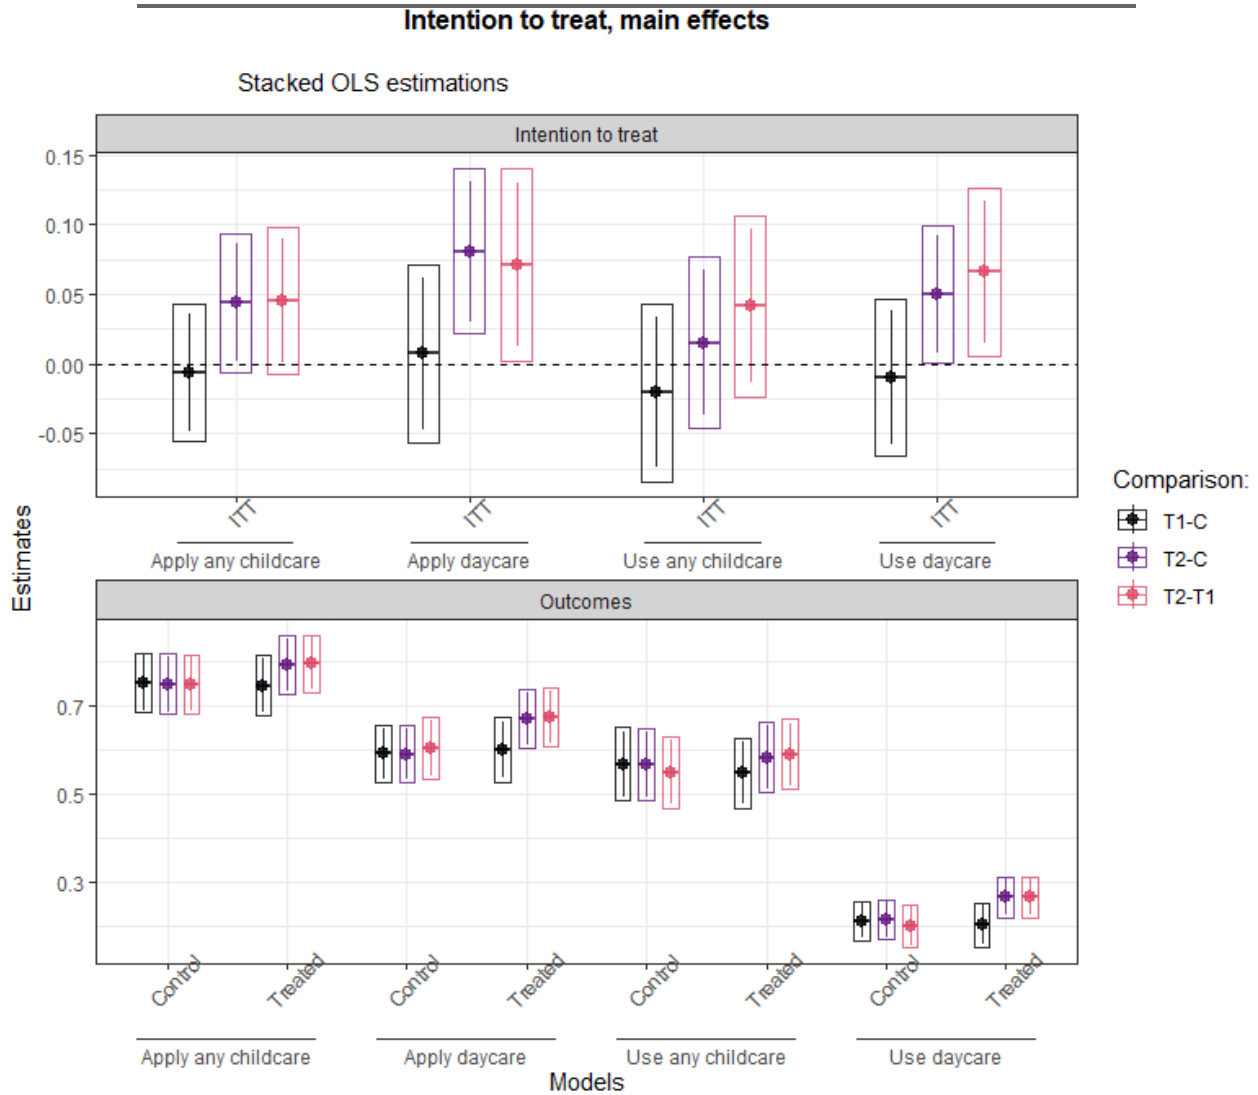 Intention to treat, main effects
Stacked OLS estimations
Intention to treat
0.15
0.10
0.05
0.00
-0.05
ITT ITT ITT ITT
Apply any childcare Apply daycare Use any childcare Use daycare
Estimates
Comparison:
T1-C
T2-C
T2-T1
Outcomes
0.7
0.5
0.3
Control Treated Control Treated Control Treated Control Treated
Apply any childcare Apply daycare Use any childcare Use daycare
Models